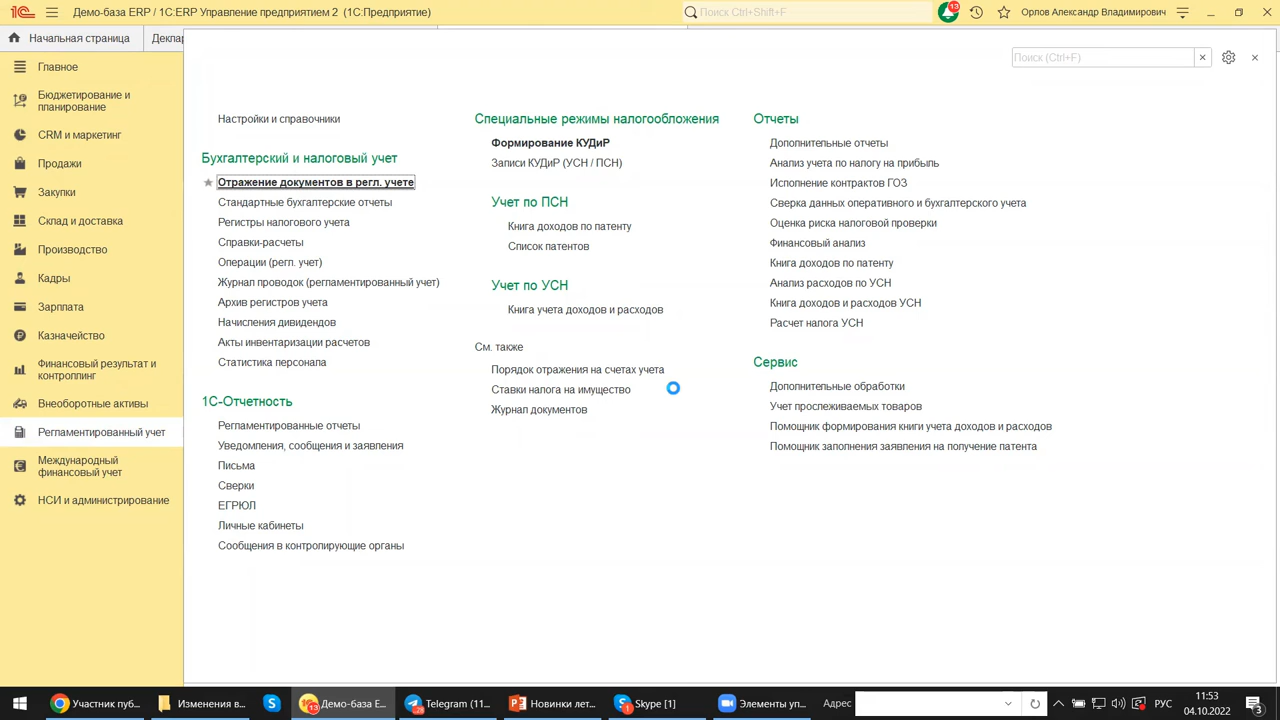 Демо-база ERP / 1С:ERP Управление предприятием 2 (1С:Предприятие)
Поиск Ctrl+Shift+F
13
Орлов Александр Владимирович
Начальная страница
Декпар
Главное
Бюджетирование и
планирование
CRM и маркетинг
Продажи
Закупки
Склад и доставка
Производство
Кадры
Зарплата
Казначейство
Финансовый результат и
контроллинг
Внеоборотные активы
Регламентированный учет
Международный
финансовый учет
НСИ и администрирование
Поиск (Ctrl+F)
Настройки и справочники
Бухгалтерский и налоговый учет
Отражение документов в регл. учете
Стандартные бухгалтерские отчеты
Регистры налогового учета
Справки-расчеты
Операции (регл. учет)
Журнал проводок (регламентированный учет)
Архив регистров учета
Начисления дивидендов
Акты инвентаризации расчетов
Статистика персонала
1С-Отчетность
Регламентированные отчеты
Уведомления, сообщения и заявления
Письма
Сверки
ЕГРЮЛ
Личные кабинеты
Сообщения в контролирующие органы
Специальные режимы налогообложения
Формирование КУДиР
Записи КУДиР (УСН / ПСН)
Учет по ПСН
Книга доходов по патенту
Список патентов
Учет по УСН
Книга учета доходов и расходов
См. также
Порядок отражения на счетах учета
Ставки налога на имущество
Журнал документов
Отчеты
Дополнительные отчеты
Анализ учета по налогу на прибыль
Исполнение контрактов ГОЗ
Сверка данных оперативного и бухгалтерского учета
Оценка риска налоговой проверки
Финансовый анализ
Книга доходов по патенту
Анализ расходов по УСН
Книга доходов и расходов УСН
Расчет налога УСН
Сервис
Дополнительные обработки
Учет прослеживаемых товаров
Помощник формирования книги учета доходов и расходов
Помощник заполнения заявления на получение патента
Участник пуб...
Изменения в...
13
Демо-база E...
Telegram (11...
Новинки лет...
Skype [1]
Элементы уп...
Адрес
РУС
11:53
04.10.2022
3